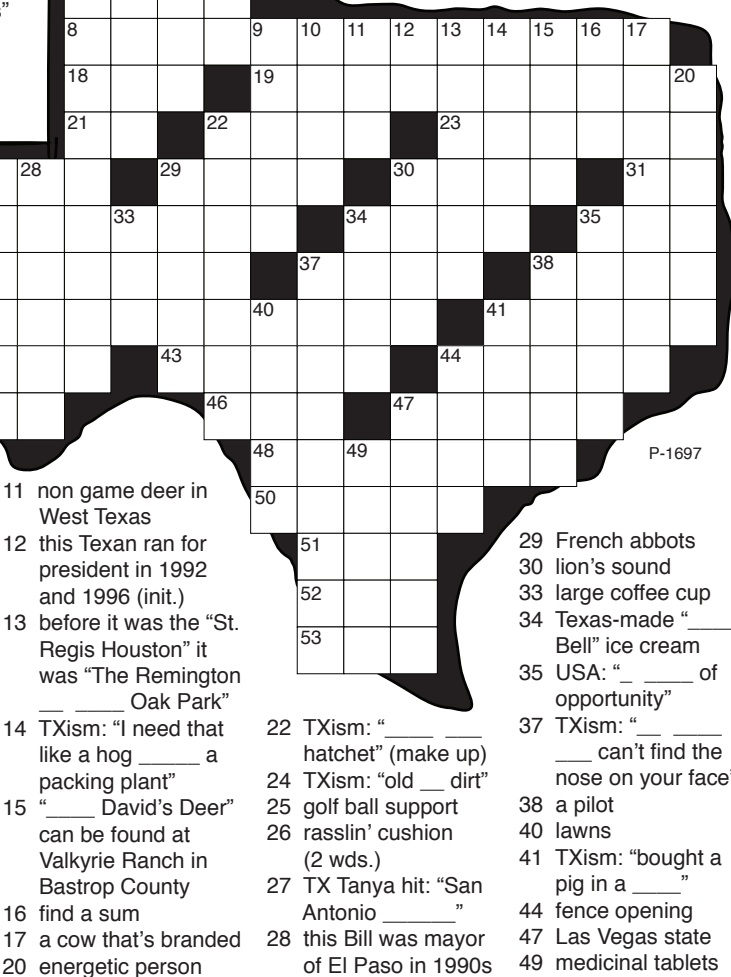 s”
8 9 10 11 12 13 14 15 16 17
18 19 20
21 22 23
28 29 30 31
33 34 35
37 38
40 41
43 44
46 47
48 49
P-1697
50
51
52
53
11 non game deer in
West Texas
12 this Texan ran for
president in 1992
and 1996 (init.)
13 before it was the “St.
Regis Houston” it
was “The Remington
__ ____ Oak Park”
14 TXism: “I need that
like a hog _____ a
packing plant”
15 “____ David’s Deer”
can be found at
Valkyrie Ranch in
Bastrop County
16 find a sum
17 a cow that’s branded
20 energetic person
22 TXism: “____ ___
hatchet” (make up)
24 TXism: “old __ dirt”
25 golf ball support
26 rasslin’ cushion
(2 wds.)
27 TX Tanya hit: “San
Antonio ______”
28 this Bill was mayor
of El Paso in 1990s
29 French abbots
30 lion’s sound
33 large coffee cup
34 Texas-made “____
Bell” ice cream
35 USA: “_ ____ of
opportunity”
37 TXism: “__ ____
___ can’t find the
nose on your face”
38 a pilot
40 lawns
41 TXism: “bought a
pig in a ____”
44 fence opening
47 Las Vegas state
49 medicinal tablets